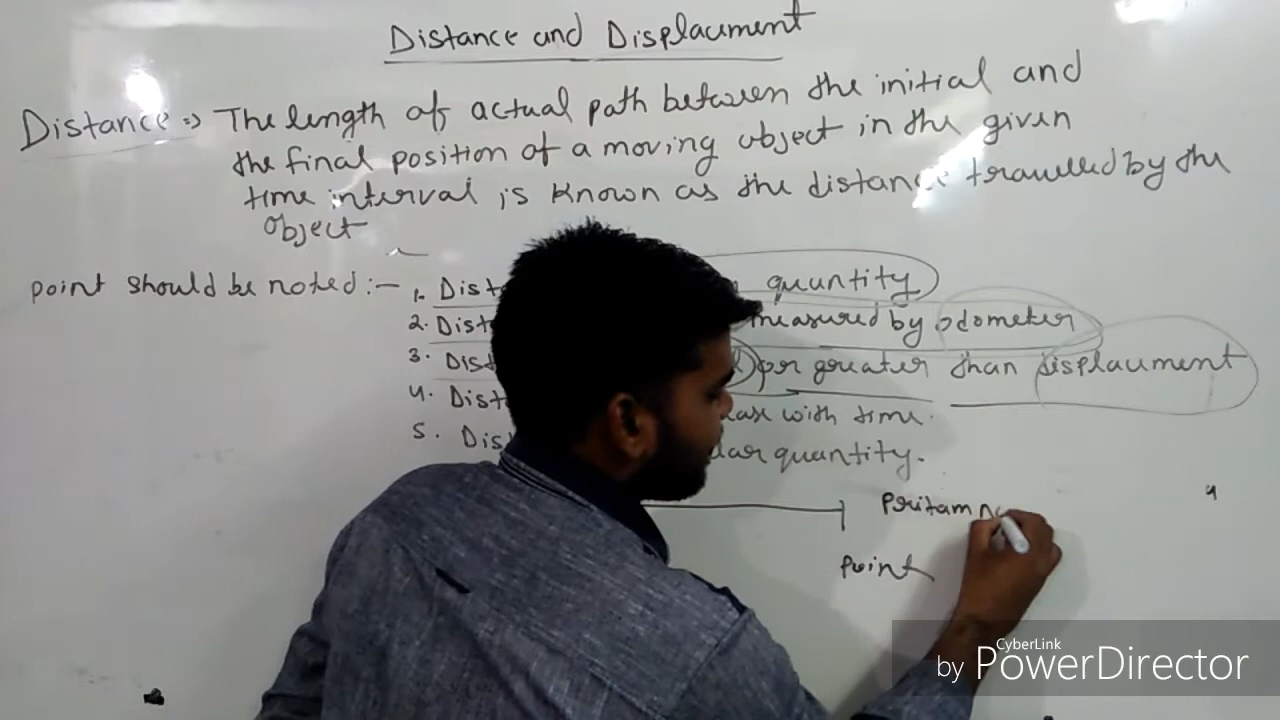 Distance and Displacment
Distance => The length of actual path between the initial and
the final position of a moving object in the given
time interval is known as the distance travelled by the
object
point should be noted :- 1. Dist quantity
2. Dist measured by odometer
3. Dist or greater than displacment
4. Dist with time.
5. Dis quantity.
Pritam
Point
CyberLink
by PowerDirector